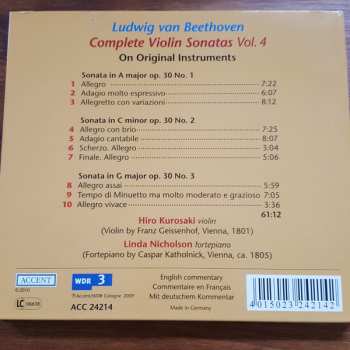 Ludwig van Beethoven
Complete Violin Sonatas Vol. 4
On Original Instruments
Sonata in A major op. 30 No. 1
1 Allegro 7:22
2 Adagio molto espressivo 6:07
3 Allegretto con variazioni 8:12
Sonata in C minor op. 30 No. 2
4 Allegro con brio 7:25
5 Adagio cantabile 8:07
6 Scherzo. Allegro 3:04
7 Finale. Allegro 5:06
Sonata in G major op. 30 No. 3
8 Allegro assai 5:59
9 Tempo di Minuetto ma molto moderato e grazioso 7:05
10 Allegro vivace 3:36
61:12
Hiro Kurosaki violin
(Violin by Franz Geissenhof, Vienna, 1801)
Linda Nicholson fortepiano
(Fortepiano by Caspar Katholnick, Vienna, ca. 1805)
ACCENT
WDR 3
LC
ACC 24214
English commentary
Commentaire en Français
Mit deutschem Kommentar
Made in Germany
4 015023 242142